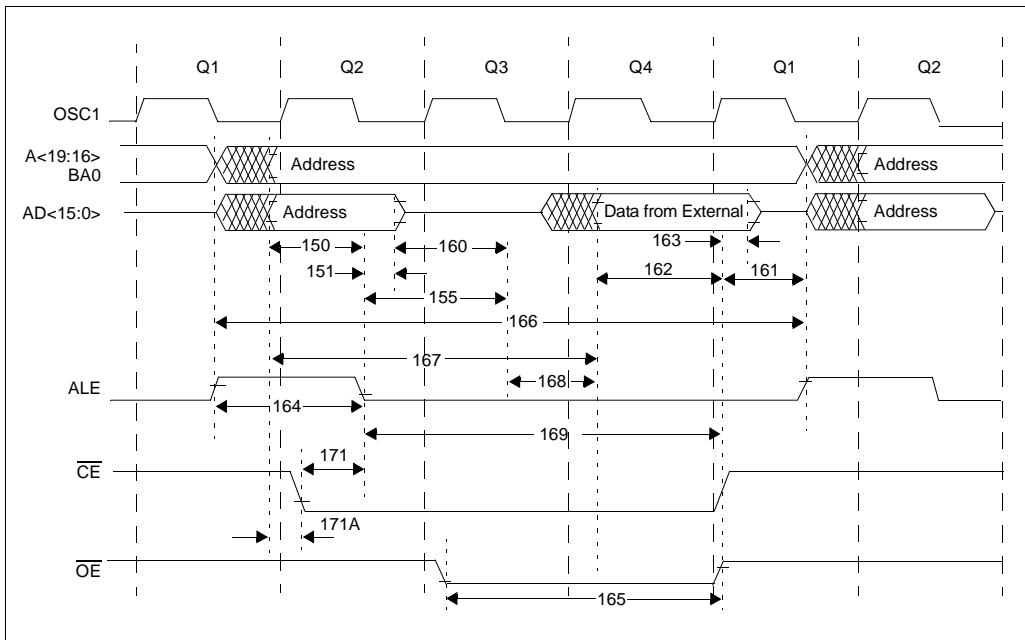 Q1 Q2 Q3 Q4 Q1 Q2
OSC1
A<19:16>
BA0
Address Address
AD<15:0>
Address Data from External Address
150 160 163
151 162 161
155
166
167
ALE
168
164
169
CE
171
171A
OE
165